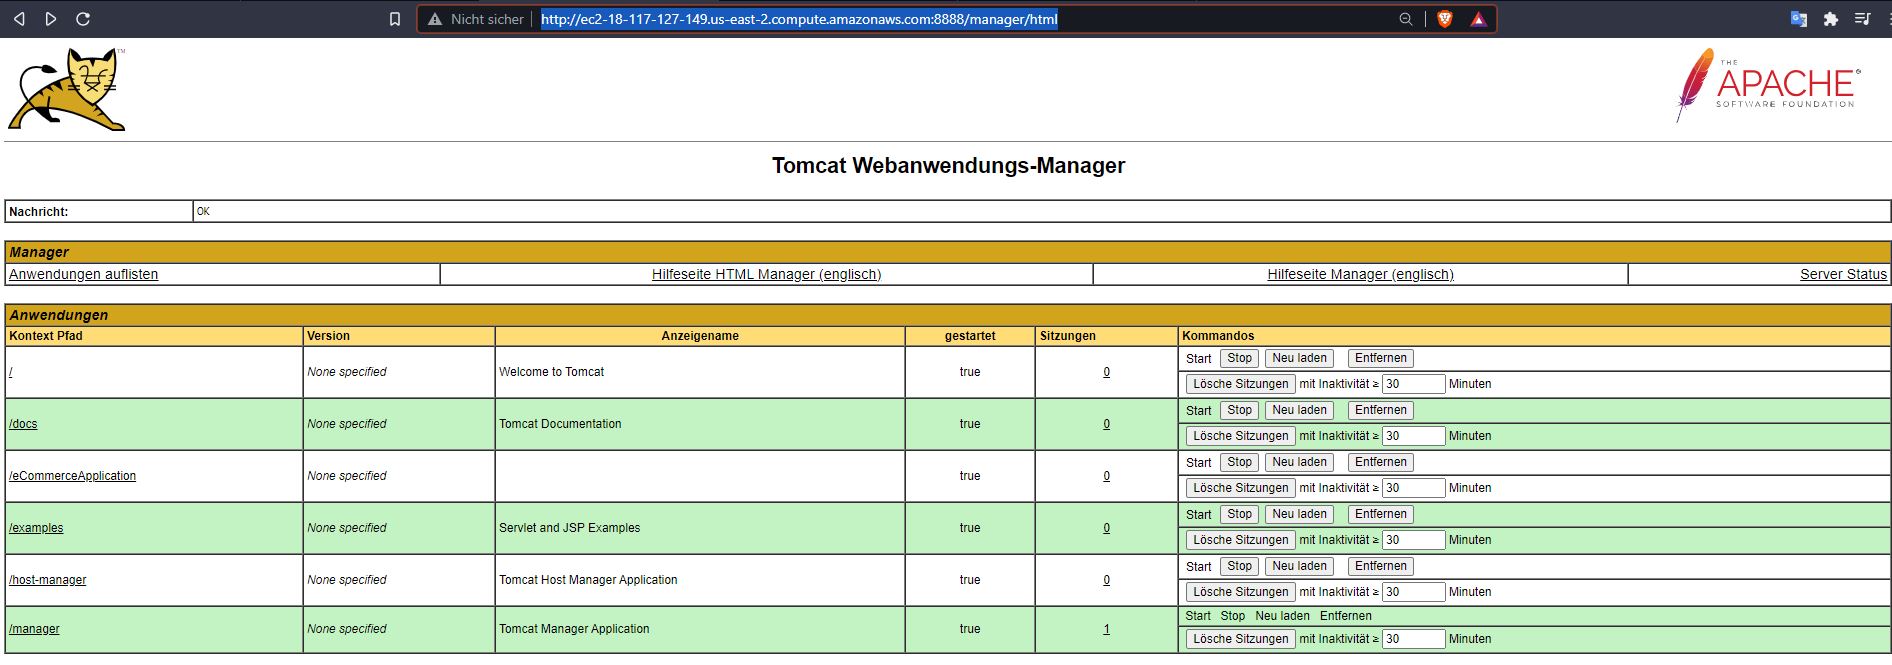 Nicht sicher http://ec2-18-117-127-149.us-east-2.compute.amazonaws.com:8888/manager/html
TM
THE
APACHE®
SOFTWARE FOUNDATION
Tomcat Webanwendungs-Manager
Nachricht: OK
Manager
Anwendungen auflisten Hilfeseite HTML Manager (englisch) Hilfeseite Manager (englisch) Server Status
Anwendungen
Kontext Pfad Version Anzeigename gestartet Sitzungen Kommandos
/ None specified Welcome to Tomcat true 0 Start Stop Neu laden Entfernen
Lösche Sitzungen mit Inaktivität ≥ 30 Minuten
/docs None specified Tomcat Documentation true 0 Start Stop Neu laden Entfernen
Lösche Sitzungen mit Inaktivität ≥ 30 Minuten
/eCommerceApplication None specified true 0 Start Stop Neu laden Entfernen
Lösche Sitzungen mit Inaktivität ≥ 30 Minuten
/examples None specified Servlet and JSP Examples true 0 Start Stop Neu laden Entfernen
Lösche Sitzungen mit Inaktivität ≥ 30 Minuten
/host-manager None specified Tomcat Host Manager Application true 0 Start Stop Neu laden Entfernen
Lösche Sitzungen mit Inaktivität ≥ 30 Minuten
/manager None specified Tomcat Manager Application true 1 Start Stop Neu laden Entfernen
Lösche Sitzungen mit Inaktivität ≥ 30 Minuten